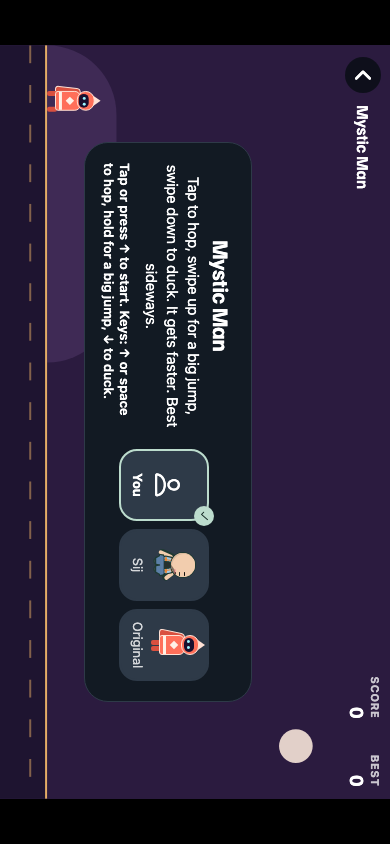 Mystic Man
SCORE
0
BEST
0
Mystic Man
Tap to hop, swipe up for a big jump,
swipe down to duck. It gets faster. Best
sideways.
Tap or press ↑ to start. Keys: ↑ or space
to hop, hold for a big jump, ↓ to duck.
You
Sij
Original